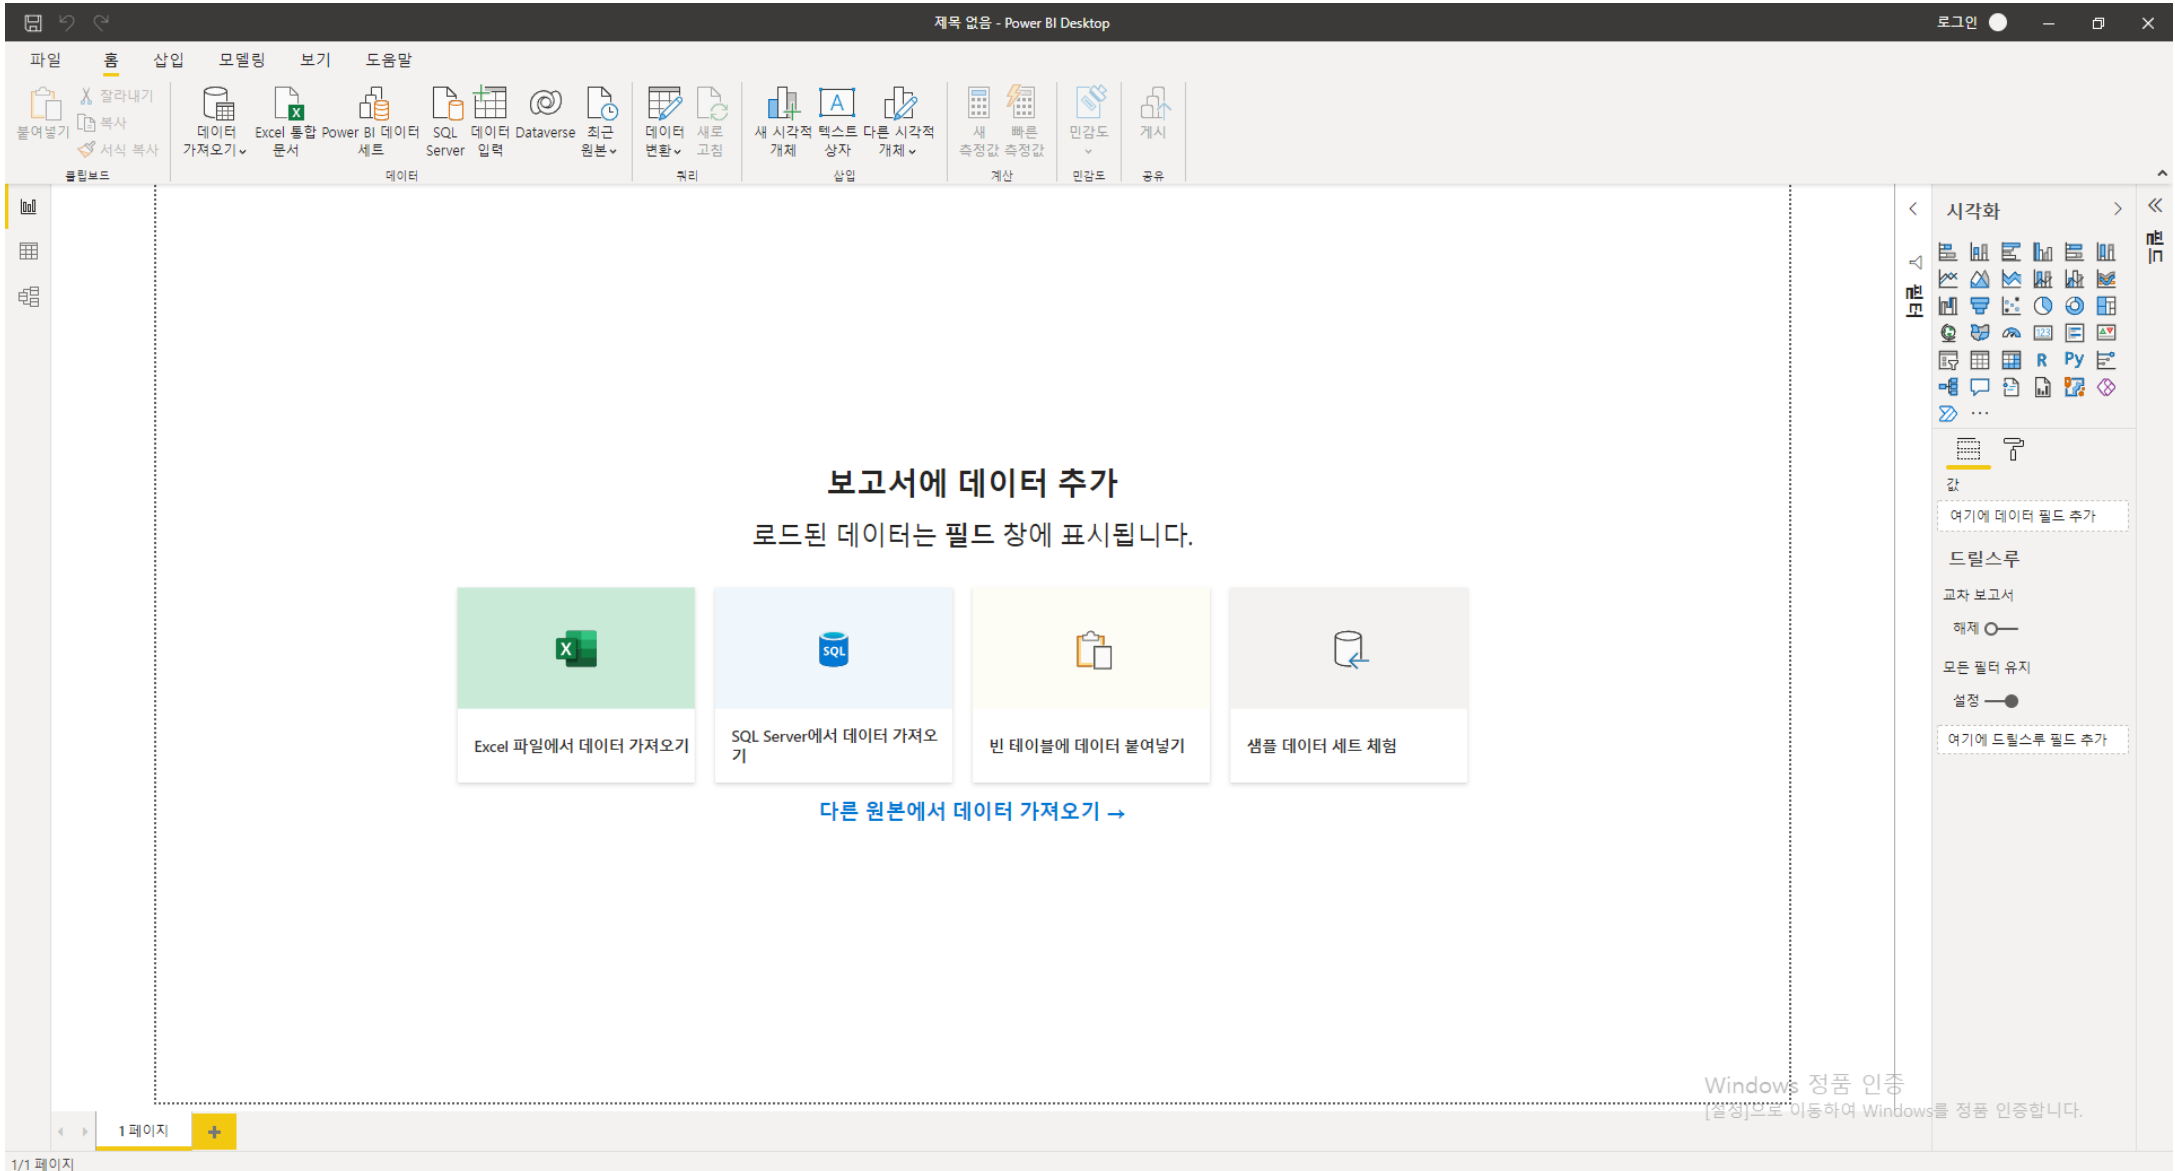 제목 없음 - Power BI Desktop
로그인
파일 홈 삽입 모델링 보기 도움말
붙여넣기
잘라내기
복사
서식 복사
클립보드
데이터
가져오기
Excel 통합
문서
Power BI 데이터
세트
SQL
Server
데이터
입력
Dataverse
최근
원본
데이터
데이터
변환
새로
고침
쿼리
새 시각적
개체
텍스트
상자
다른 시각적
개체
삽입
새
측정값
빠른
측정값
계산
민감도
민감도
게시
공유
보고서에 데이터 추가
로드된 데이터는 필드 창에 표시됩니다.
X
Excel 파일에서 데이터 가져오기
SQL
SQL Server에서 데이터 가져오
기
빈 테이블에 데이터 붙여넣기
샘플 데이터 세트 체험
다른 원본에서 데이터 가져오기 →
필터
시각화
123
R
Py
...
값
여기에 데이터 필드 추가
드릴스루
교차 보고서
해제
모든 필터 유지
설정
여기에 드릴스루 필드 추가
필드
Windows 정품 인증
[설정]으로 이동하여 Windows를 정품 인증합니다.
1페이지
+
1/1 페이지